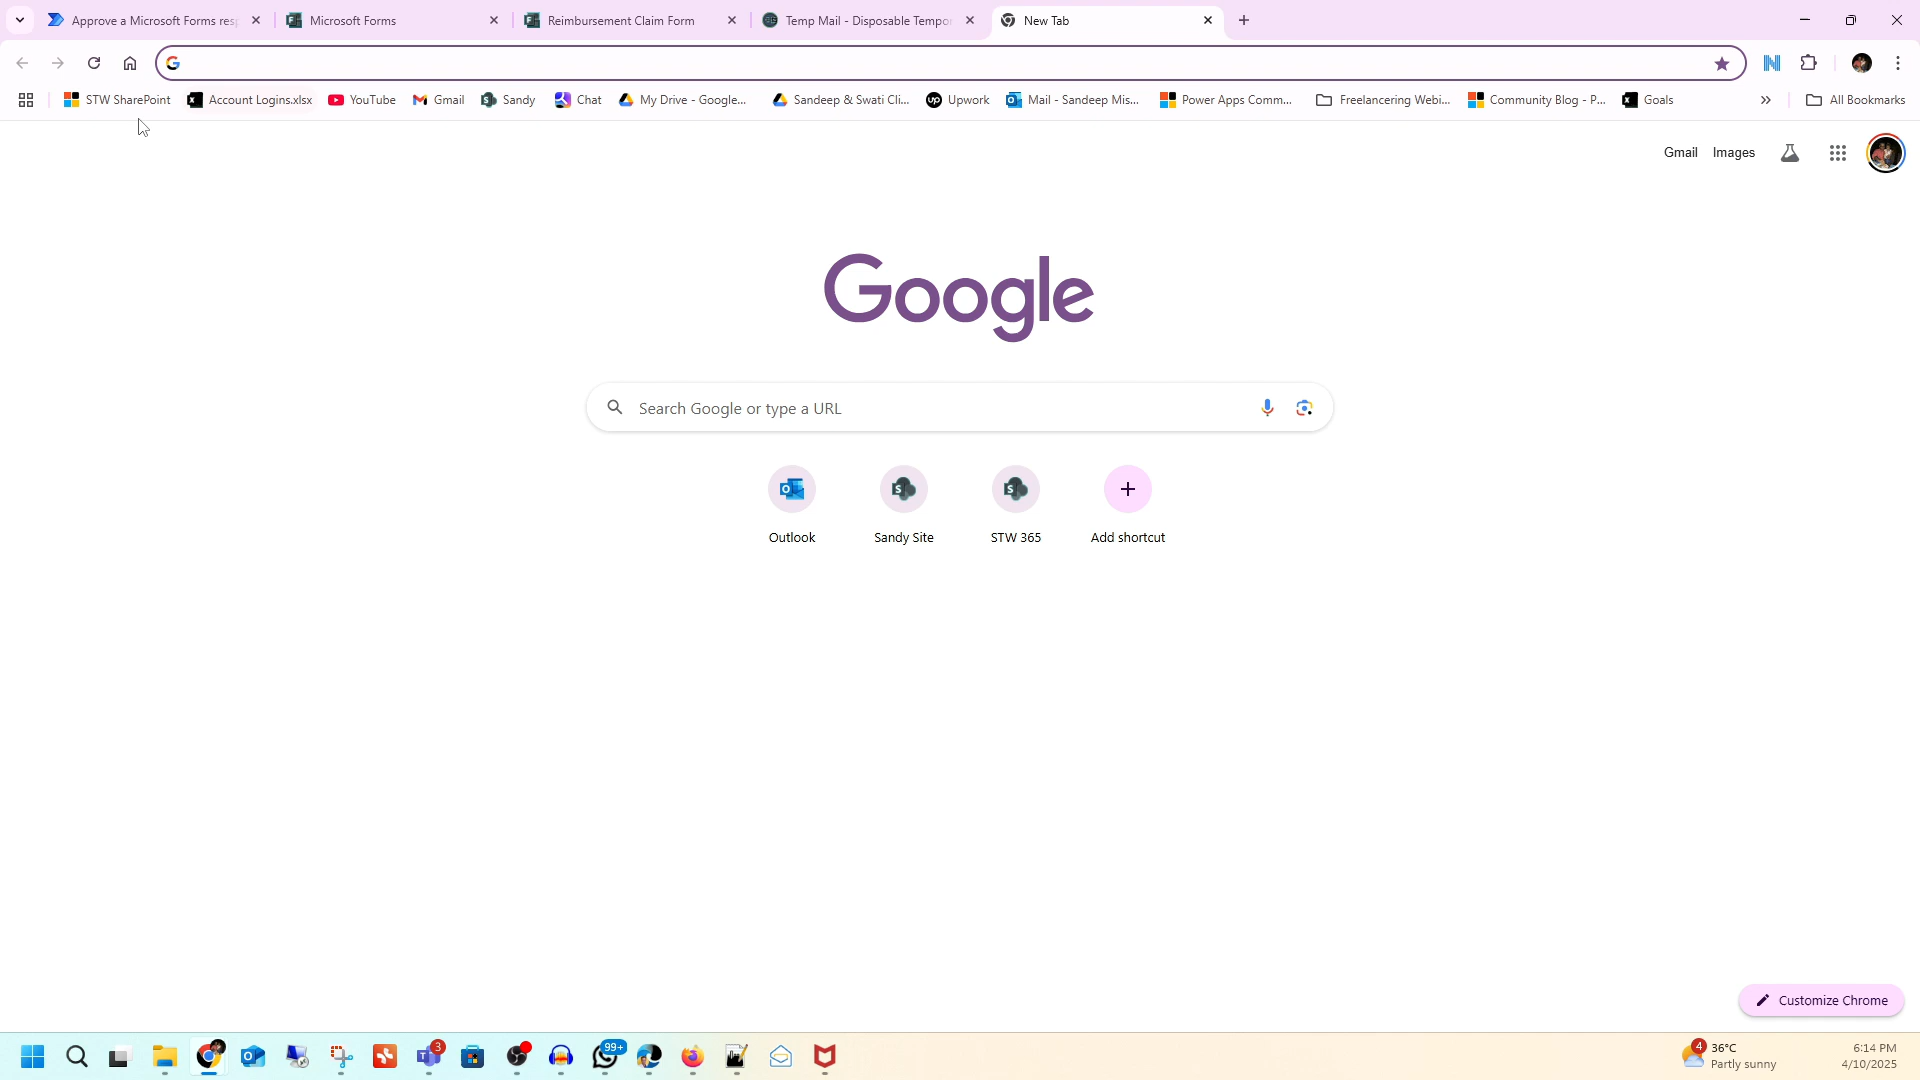 Approve a Microsoft Forms res
Microsoft Forms
Reimbursement Claim Form
Temp Mail - Disposable Tempo
New Tab
STW SharePoint
Account Logins.xlsx
YouTube
Gmail
Sandy
Chat
My Drive - Google...
Sandeep & Swati Cli...
Upwork
Mail - Sandeep Mis...
Power Apps Comm...
Freelancering Webi...
Community Blog - P...
Goals
All Bookmarks
Gmail
Images
Google
Search Google or type a URL
Outlook
Sandy Site
STW 365
Add shortcut
Customize Chrome
3
99+
4
36°C
Partly sunny
6:14 PM
4/10/2025